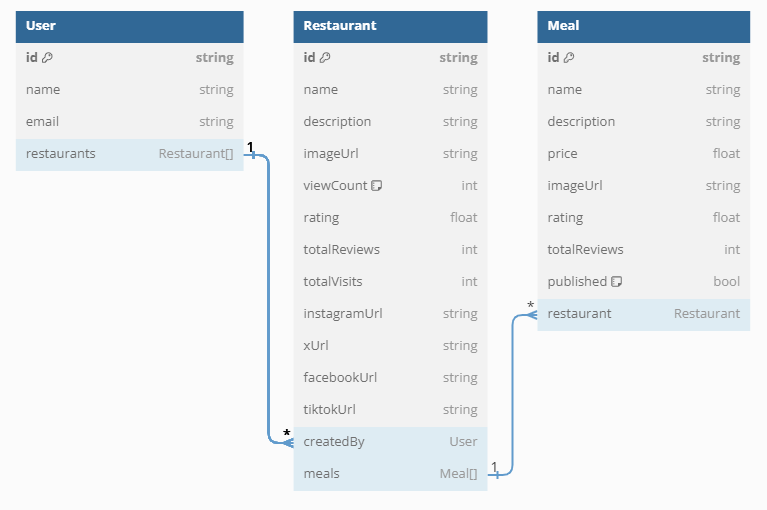 User
id string
name string
email string
restaurants Restaurant[]
1
Restaurant
id string
name string
description string
imageUrl string
viewCount int
rating float
totalReviews int
totalVisits int
instagramUrl string
xUrl string
facebookUrl string
tiktokUrl string
*
createdBy User
meals Meal[]
1
Meal
id string
name string
description string
price float
imageUrl string
rating float
totalReviews int
published bool
*
restaurant Restaurant